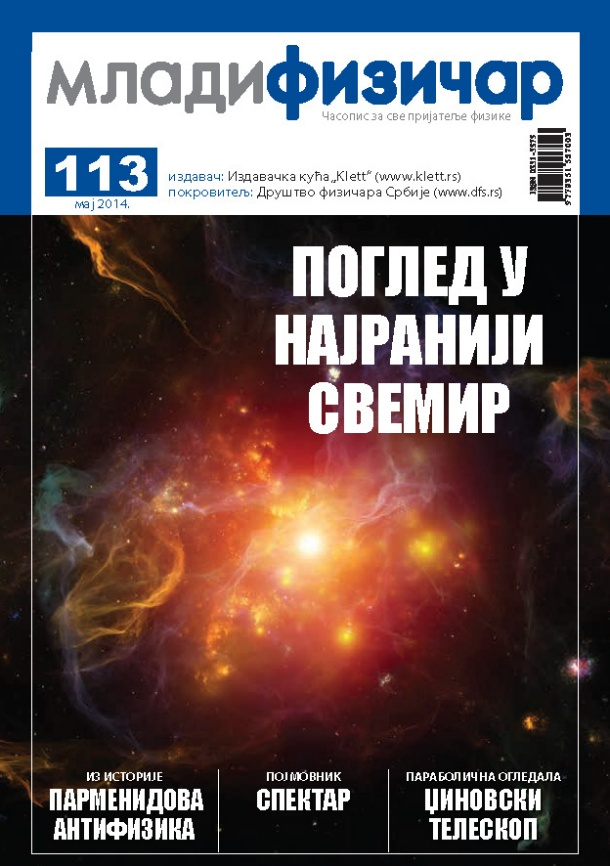 младифизичар
Часопис за све пријатеље физике
113
мај 2014.
издавач: Издавачка кућа „Klett“ (www.klett.rs)
покровитељ: Друштво физичара Србије (www.dfs.rs)
ISSN 0351-5575
9 770351 557003
ПОГЛЕД У
НАЈРАНИЈИ
СВЕМИР
ИЗ ИСТОРИЈЕ
ПАРМЕНИДОВА
АНТИФИЗИКА
ПОЈМОВНИК
СПЕКТАР
ПАРАБОЛИЧНА ОГЛЕДАЛА
ЏИНОВСКИ
ТЕЛЕСКОП